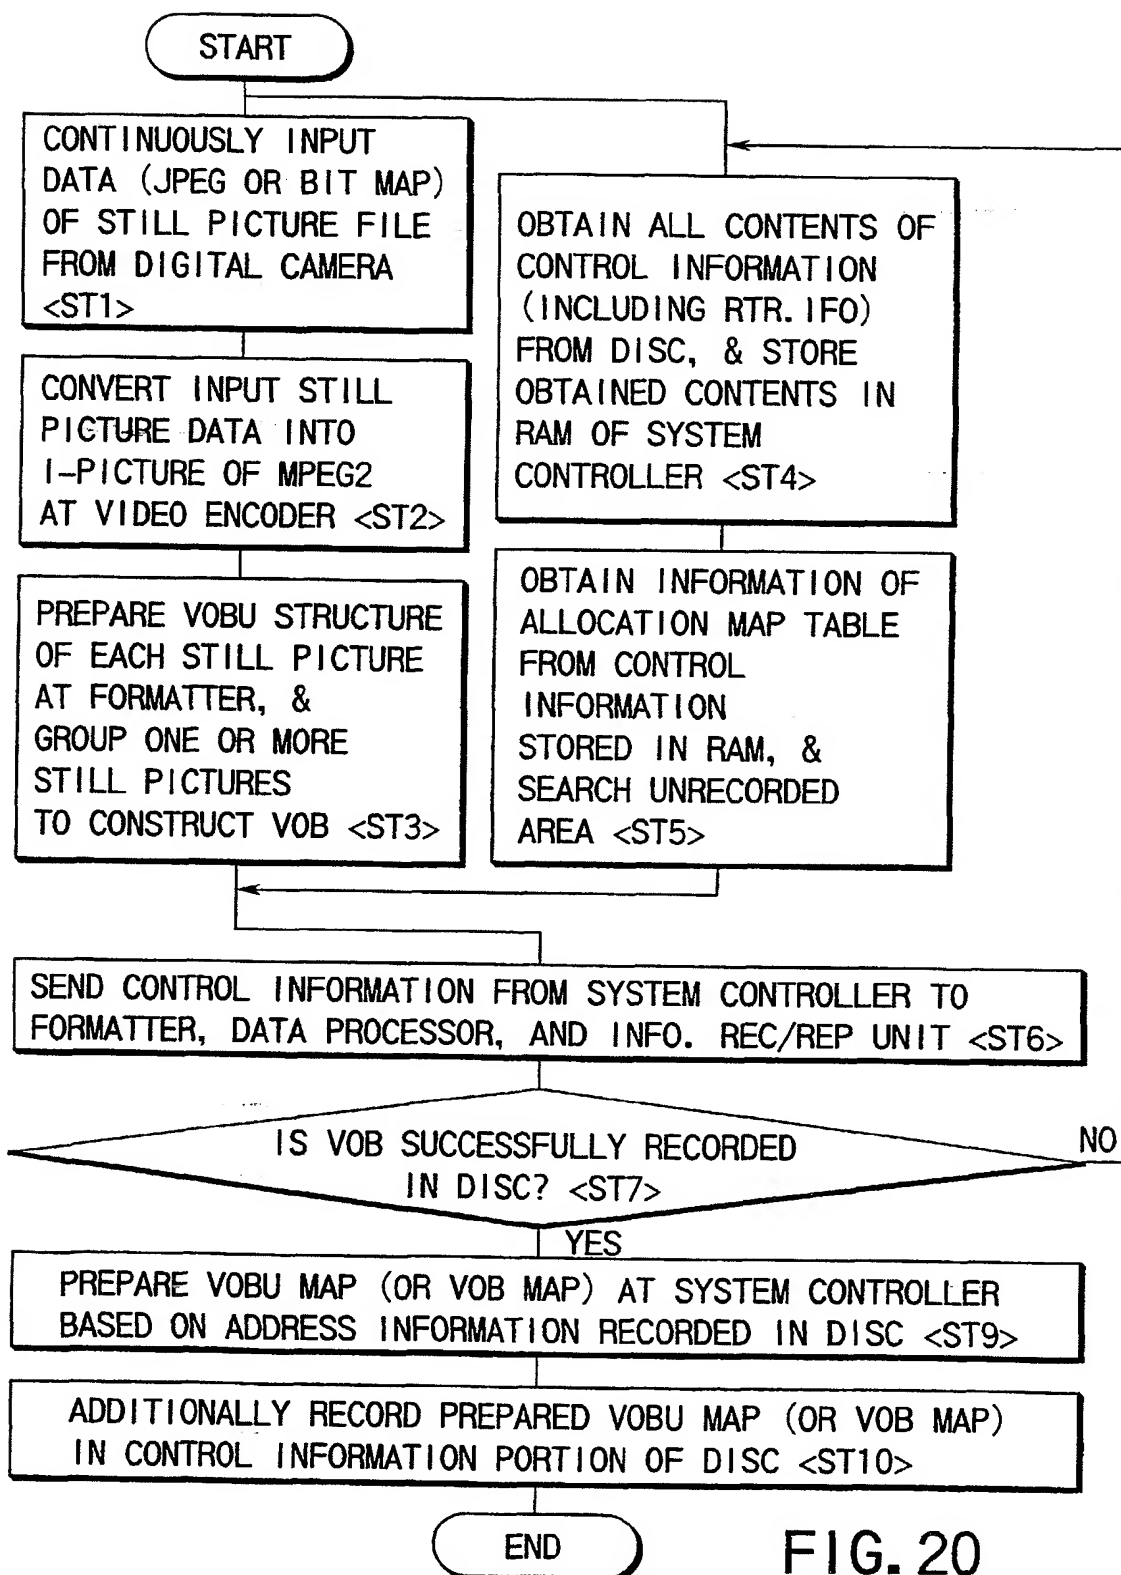 START
CONTINUOUSLY INPUT
DATA (JPEG OR BIT MAP)
OF STILL PICTURE FILE
FROM DIGITAL CAMERA
<ST1>
CONVERT INPUT STILL
PICTURE DATA INTO
I-PICTURE OF MPEG2
AT VIDEO ENCODER <ST2>
PREPARE VOBU STRUCTURE
OF EACH STILL PICTURE
AT FORMATTER, &
GROUP ONE OR MORE
STILL PICTURES
TO CONSTRUCT VOB <ST3>
OBTAIN ALL CONTENTS OF
CONTROL INFORMATION
(INCLUDING RTR.IFO)
FROM DISC, & STORE
OBTAINED CONTENTS IN
RAM OF SYSTEM
CONTROLLER <ST4>
OBTAIN INFORMATION OF
ALLOCATION MAP TABLE
FROM CONTROL
INFORMATION
STORED IN RAM, &
SEARCH UNRECORDED
AREA <ST5>
SEND CONTROL INFORMATION FROM SYSTEM CONTROLLER TO
FORMATTER, DATA PROCESSOR, AND INFO. REC/REP UNIT <ST6>
IS VOB SUCCESSFULLY RECORDED
IN DISC? <ST7>
NO
YES
PREPARE VOBU MAP (OR VOB MAP) AT SYSTEM CONTROLLER
BASED ON ADDRESS INFORMATION RECORDED IN DISC <ST9>
ADDITIONALLY RECORD PREPARED VOBU MAP (OR VOB MAP)
IN CONTROL INFORMATION PORTION OF DISC <ST10>
END
FIG. 20